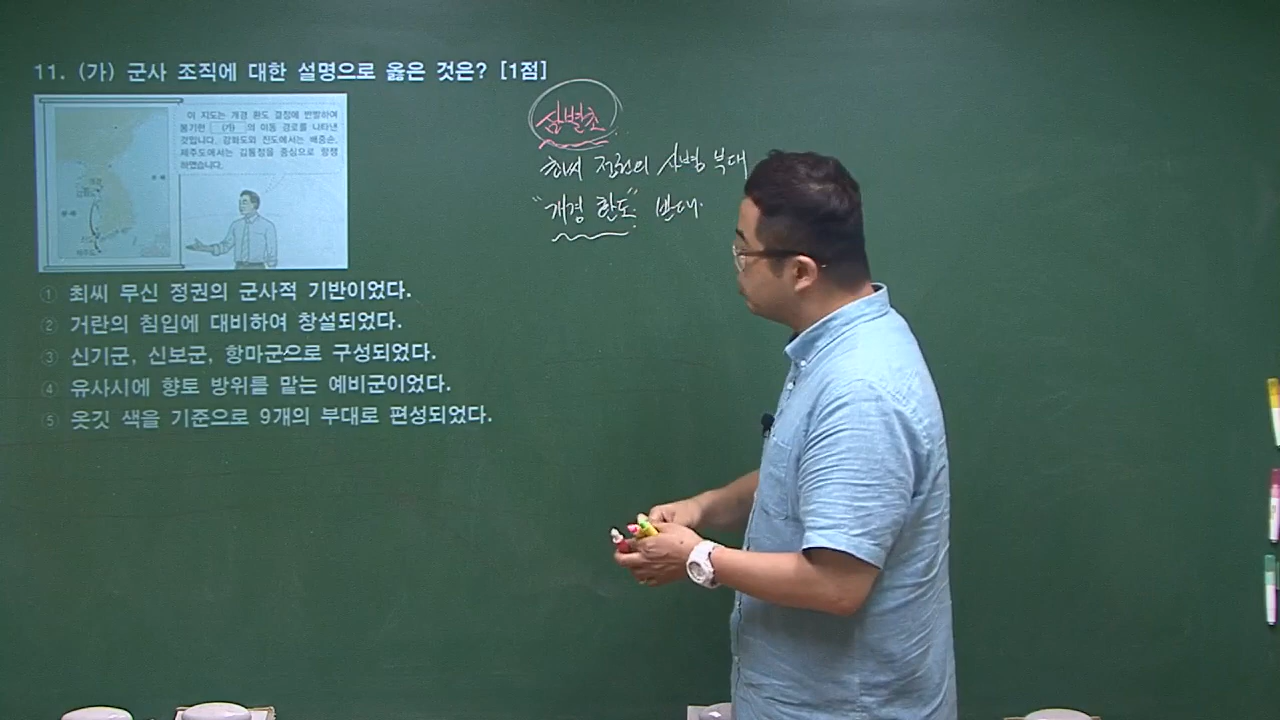 11. (가) 군사 조직에 대한 설명으로 옳은 것은? [1점]
이 지도는 개경 환도 결정에 반발하여
봉기한 (가) 의 이동 경로를 나타낸
것입니다. 강화도와 진도에서는 배중손,
제주도에서는 김통정을 중심으로 항쟁
하였습니다.
개경
강화도
제주도
① 최씨 무신 정권의 군사적 기반이었다.
② 거란의 침입에 대비하여 창설되었다.
③ 신기군, 신보군, 항마군으로 구성되었다.
④ 유사시에 향토 방위를 맡는 예비군이었다.
⑤ 옷깃 색을 기준으로 9개의 부대로 편성되었다.
삼별초
최씨 정권의 사병 부대
"개경 환도" 반대.